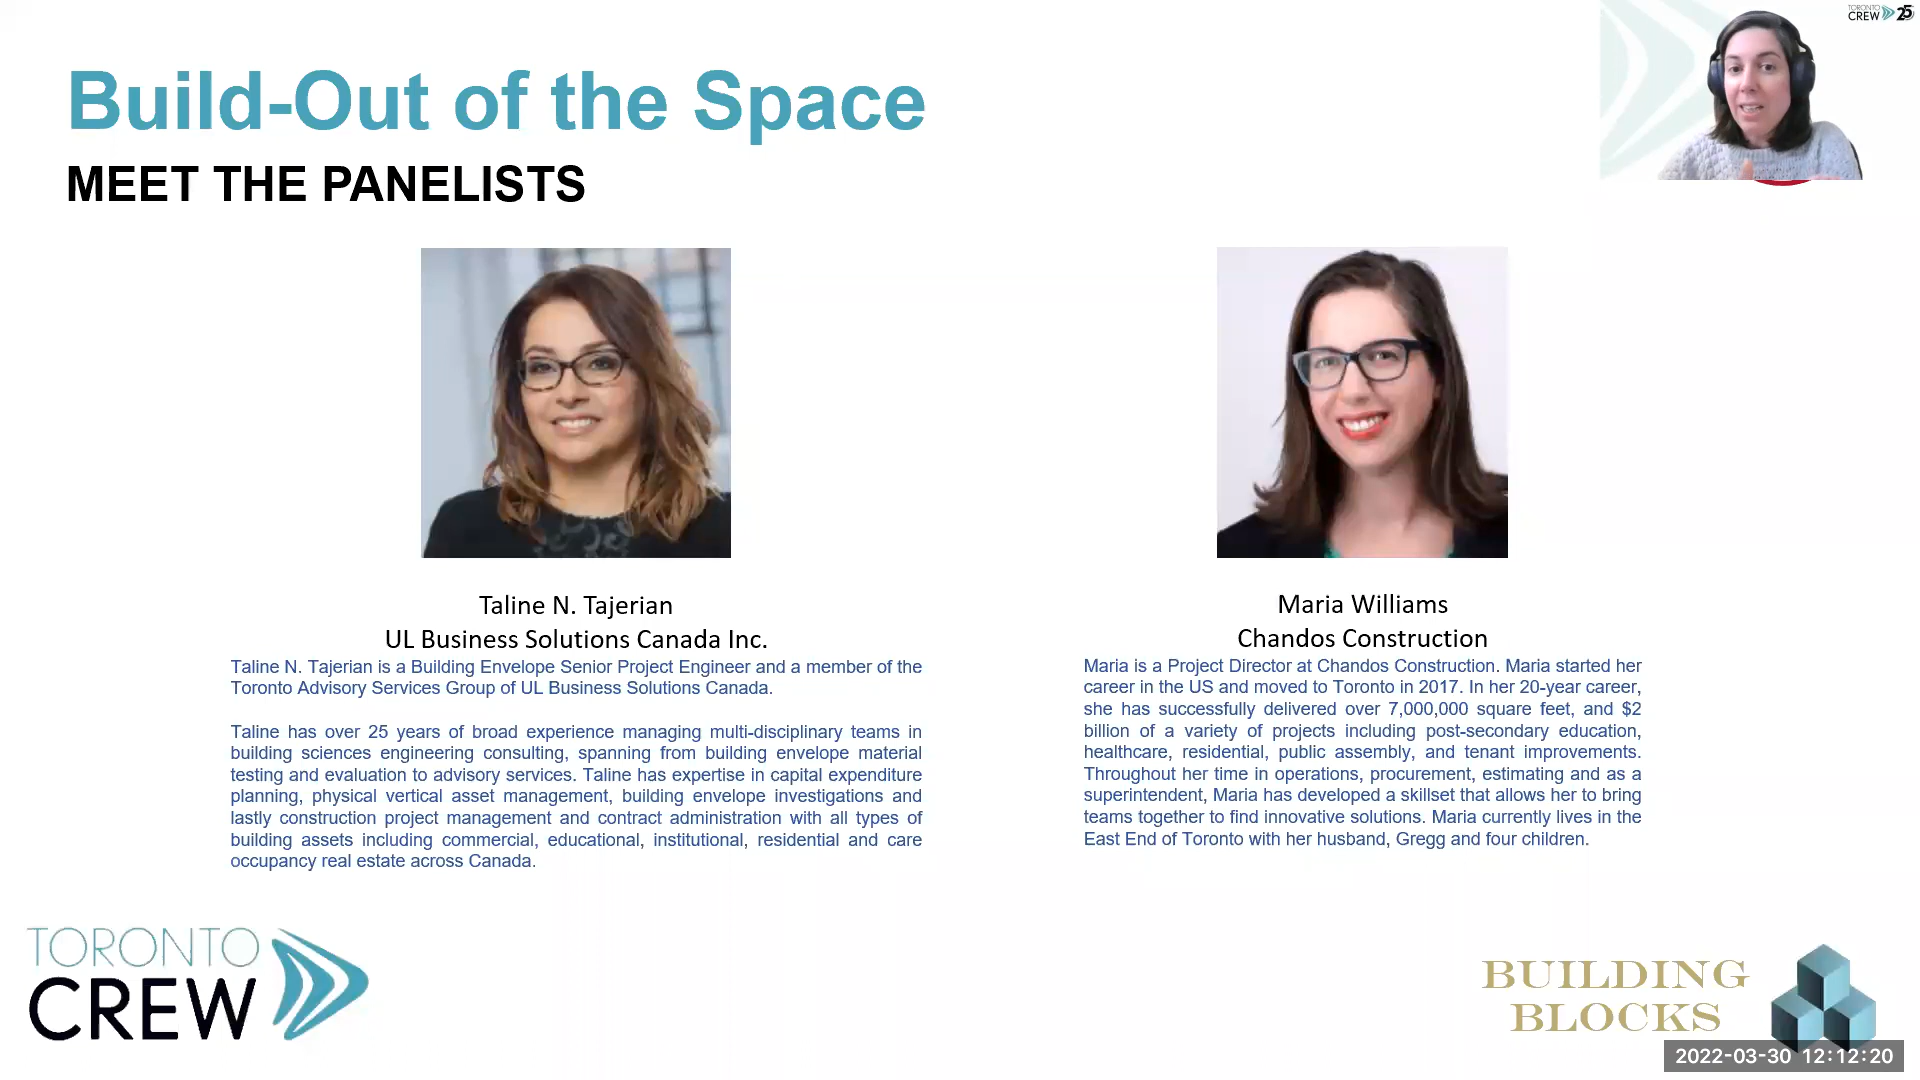 TORONTO
CREW 25
Build-Out of the Space
MEET THE PANELISTS
Taline N. Tajerian
UL Business Solutions Canada Inc.
Taline N. Tajerian is a Building Envelope Senior Project Engineer and a member of the
Toronto Advisory Services Group of UL Business Solutions Canada.
Taline has over 25 years of broad experience managing multi-disciplinary teams in
building sciences engineering consulting, spanning from building envelope material
testing and evaluation to advisory services. Taline has expertise in capital expenditure
planning, physical vertical asset management, building envelope investigations and
lastly construction project management and contract administration with all types of
building assets including commercial, educational, institutional, residential and care
occupancy real estate across Canada.
Maria Williams
Chandos Construction
Maria is a Project Director at Chandos Construction. Maria started her
career in the US and moved to Toronto in 2017. In her 20-year career,
she has successfully delivered over 7,000,000 square feet, and $2
billion of a variety of projects including post-secondary education,
healthcare, residential, public assembly, and tenant improvements.
Throughout her time in operations, procurement, estimating and as a
superintendent, Maria has developed a skillset that allows her to bring
teams together to find innovative solutions. Maria currently lives in the
East End of Toronto with her husband, Gregg and four children.
TORONTO
CREW
BUILDING
BLOCKS
2022-03-30 12:12:20